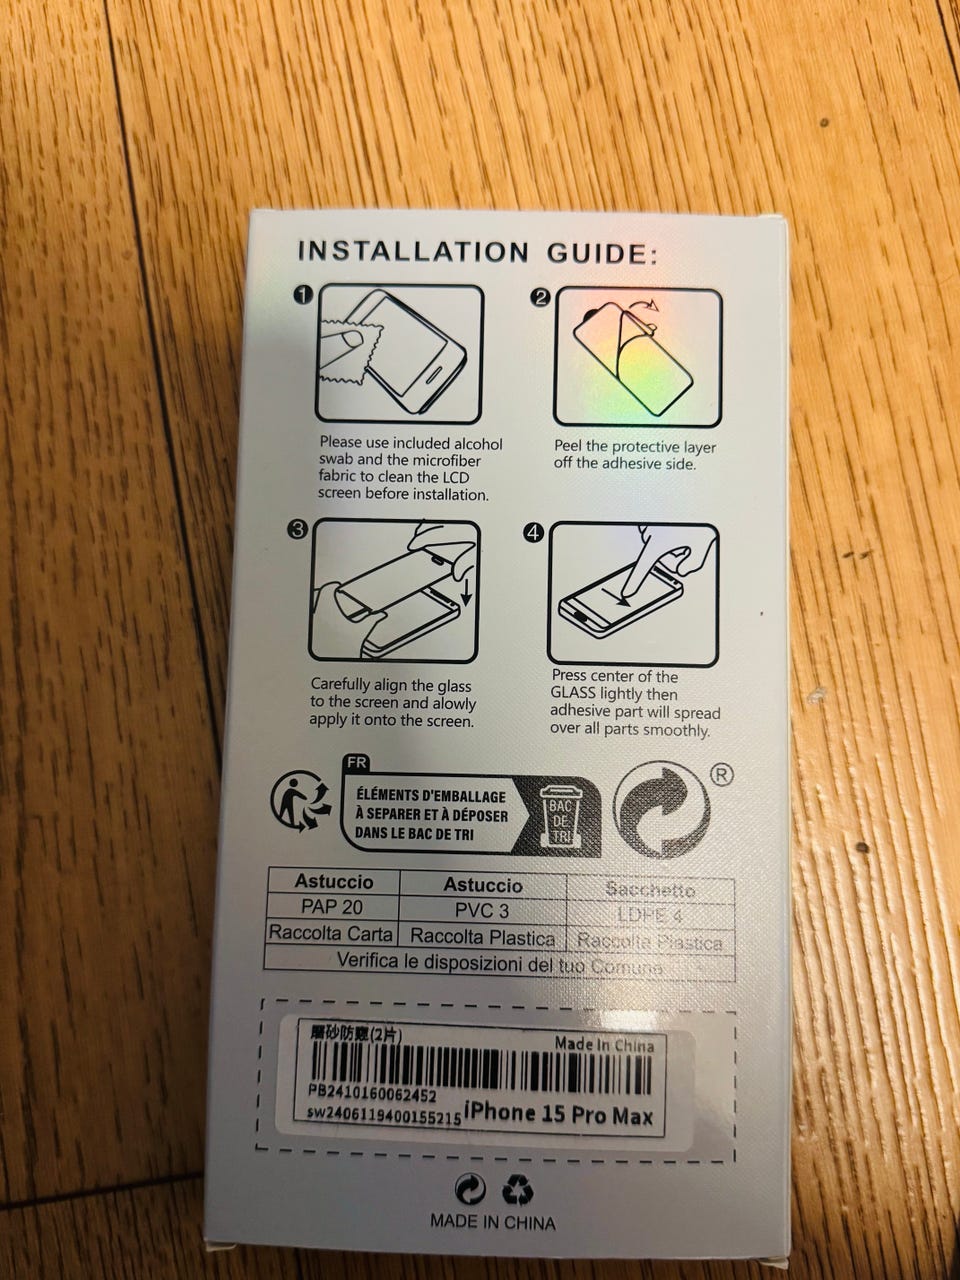 INSTALLATION GUIDE:
1
Please use included alcohol
swab and the microfiber
fabric to clean the LCD
screen before installation.
2
Peel the protective layer
off the adhesive side.
3
Carefully align the glass
to the screen and alowly
apply it onto the screen.
4
Press center of the
GLASS lightly then
adhesive part will spread
over all parts smoothly.
FR
ÉLÉMENTS D'EMBALLAGE
À SEPARER ET À DÉPOSER
DANS LE BAC DE TRI
BAC
DE
TRI
®
Astuccio Astuccio Sacchetto
PAP 20 PVC 3 LDPE 4
Raccolta Carta Raccolta Plastica Raccolta Plastica
Verifica le disposizioni del tuo Comune
磨砂防窥(2片) Made In China
PB2410160062452
sw2406119400155215 iPhone 15 Pro Max
MADE IN CHINA